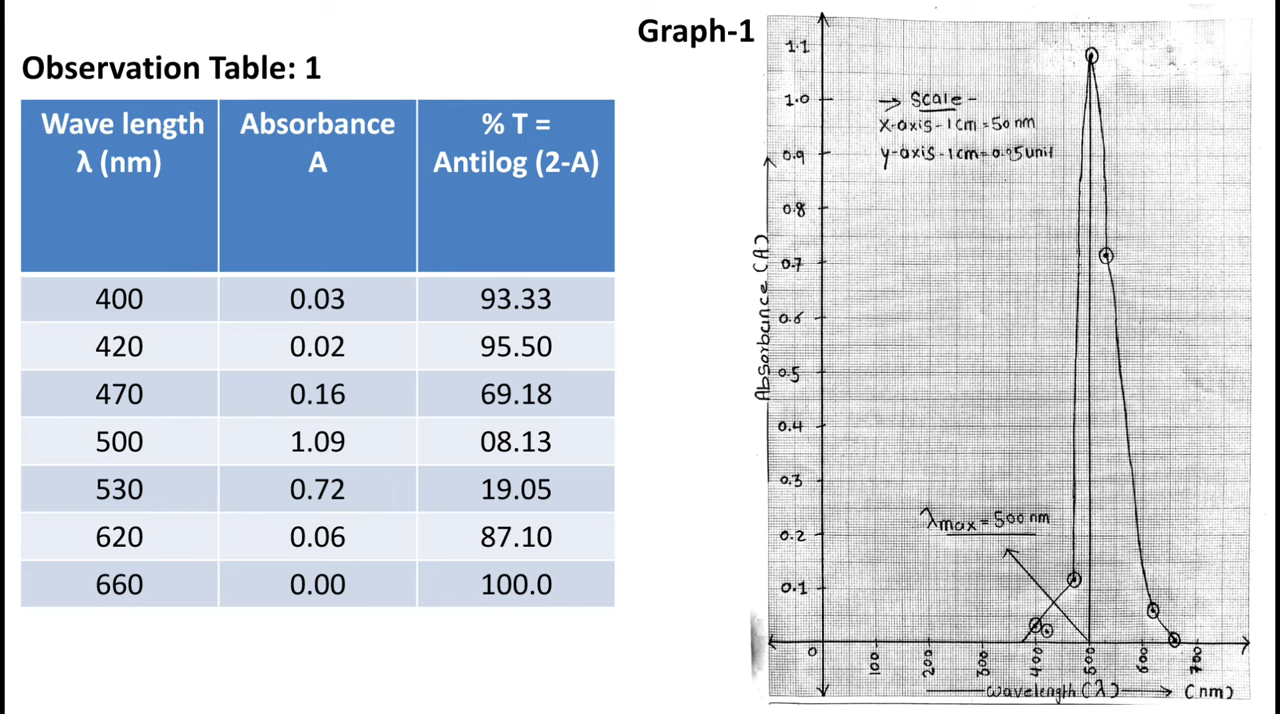 Observation Table: 1
Wave length λ (nm) Absorbance A % T = Antilog (2-A)
400 0.03 93.33
420 0.02 95.50
470 0.16 69.18
500 1.09 08.13
530 0.72 19.05
620 0.06 87.10
660 0.00 100.0
Graph-1
→ Scale -
X-axis - 1cm = 50 nm
y-axis - 1cm = 0.05 unit
1.1
1.0
0.9
0.8
0.7
0.6
0.5
0.4
0.3
0.2
0.1
Absorbance (A)
λmax = 500 nm
0 100 200 300 400 500 600 700
wavelength (λ) → (nm)